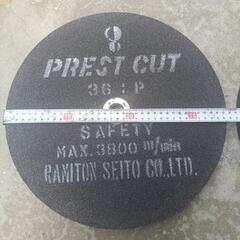 PREST CUT
36 : P
SAFETY
MAX. 3800 m/min
RAMITON SEITO CO.,LTD.